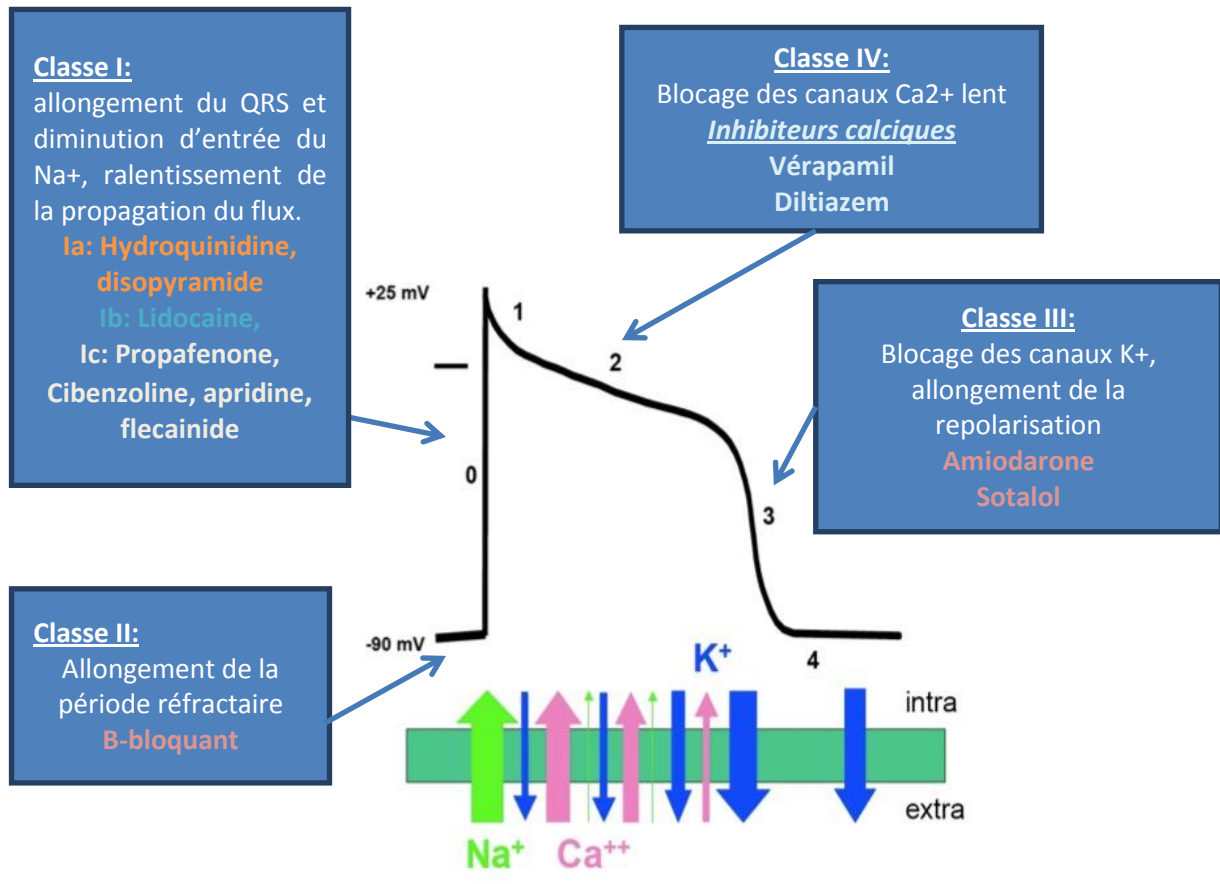 Classe I:
allongement du QRS et
diminution d'entrée du
Na+, ralentissement de
la propagation du flux.
Ia: Hydroquinidine,
disopyramide
Ib: Lidocaine,
Ic: Propafenone,
Cibenzoline, apridine,
flecainide
Classe IV:
Blocage des canaux Ca2+ lent
Inhibiteurs calciques
Vérapamil
Diltiazem
Classe III:
Blocage des canaux K+,
allongement de la
repolarisation
Amiodarone
Sotalol
Classe II:
Allongement de la
période réfractaire
B-bloquant
+25 mV
1
2
0
3
-90 mV
4
K+
intra
extra
Na+
Ca++